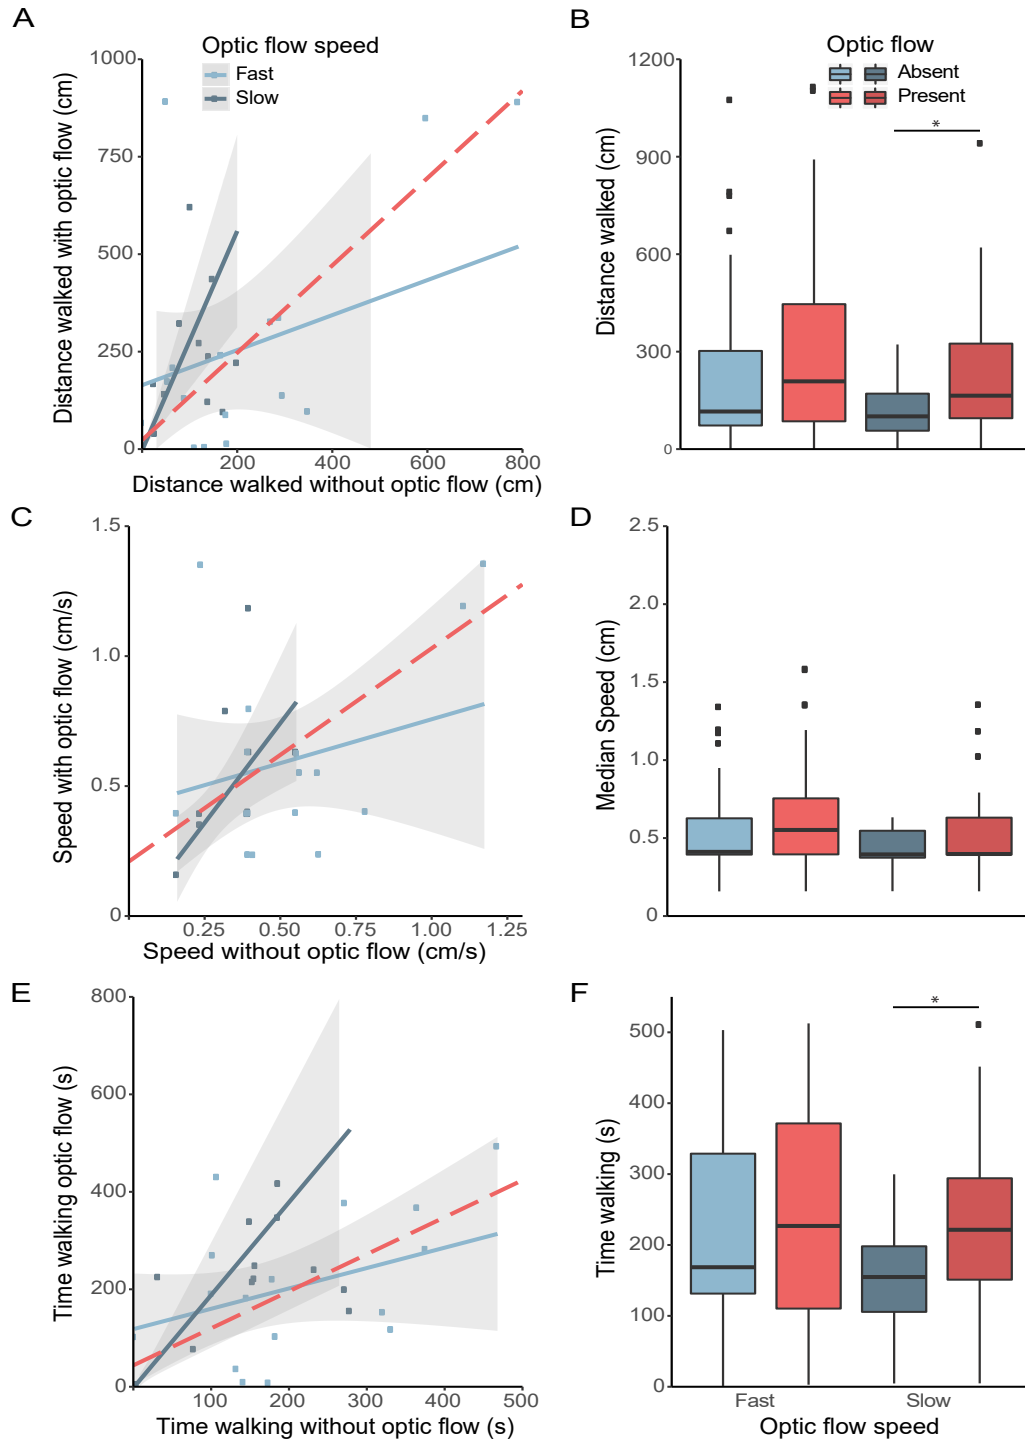 A
Optic flow speed
Fast
Slow
Distance walked with optic flow (cm)
1000
750
500
250
0
200
400
600
800
Distance walked without optic flow (cm)
B
Optic flow
Absent
Present
Distance walked (cm)
1200
900
600
300
0
*
C
Speed with optic flow (cm/s)
1.5
1.0
0.5
0
0.25
0.50
0.75
1.00
1.25
Speed without optic flow (cm/s)
D
Median Speed (cm)
2.5
2.0
1.5
1.0
0.5
0
E
Time walking optic flow (s)
800
600
400
200
0
100
200
300
400
500
Time walking without optic flow (s)
F
Time walking (s)
500
400
300
200
100
0
*
Fast
Slow
Optic flow speed